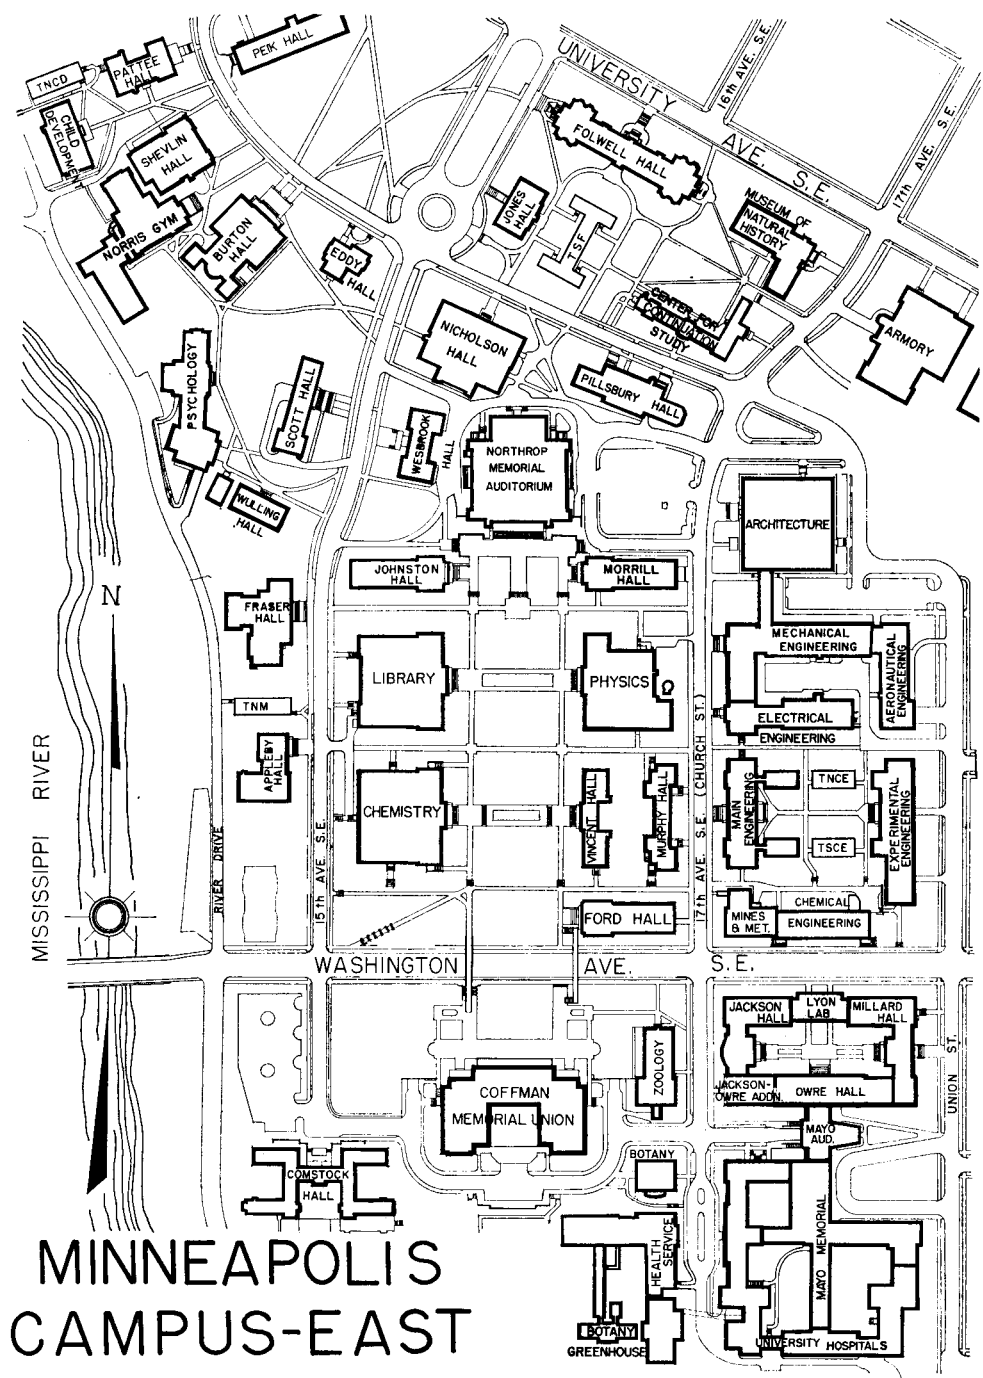 PEIK HALL
PATTEE
HALL
TNCD
CHILD
DEVELOPMENT
SHEVLIN
HALL
NORRIS GYM
BURTON
HALL
EDDY
HALL
JONES
HALL
T.S.F.
UNIVERSITY AVE. S.E.
16th AVE. S.E.
17th AVE. S.E.
FOLWELL HALL
MUSEUM OF
NATURAL
HISTORY
CENTER FOR
CONTINUATION
STUDY
ARMORY
NICHOLSON
HALL
PILLSBURY HALL
PSYCHOLOGY
SCOTT HALL
WESBROOK
HALL
NORTHROP
MEMORIAL
AUDITORIUM
WULLING
HALL
ARCHITECTURE
JOHNSTON
HALL
MORRILL
HALL
N
FRASER
HALL
MECHANICAL
ENGINEERING
AERONAUTICAL
ENGINEERING
LIBRARY
PHYSICS
TNM
ELECTRICAL
ENGINEERING
APPLEBY
HALL
CHEMISTRY
VINCENT HALL
MURPHY HALL
MAIN
ENGINEERING
TNCE
TSCE
EXPERIMENTAL
ENGINEERING
MISSISSIPPI RIVER
RIVER DRIVE
15th AVE. S.E.
17th AVE. S.E. (CHURCH ST.)
FORD HALL
MINES
& MET.
CHEMICAL
ENGINEERING
WASHINGTON AVE. S.E.
JACKSON
HALL
LYON
LAB.
MILLARD
HALL
ZOOLOGY
JACKSON-
OWRE ADDN.
OWRE HALL
UNION ST.
COFFMAN
MEMORIAL UNION
MAYO
AUD.
BOTANY
COMSTOCK
HALL
HEALTH
SERVICE
MAYO MEMORIAL
BOTANY
GREENHOUSE
UNIVERSITY HOSPITALS
MINNEAPOLIS
CAMPUS-EAST